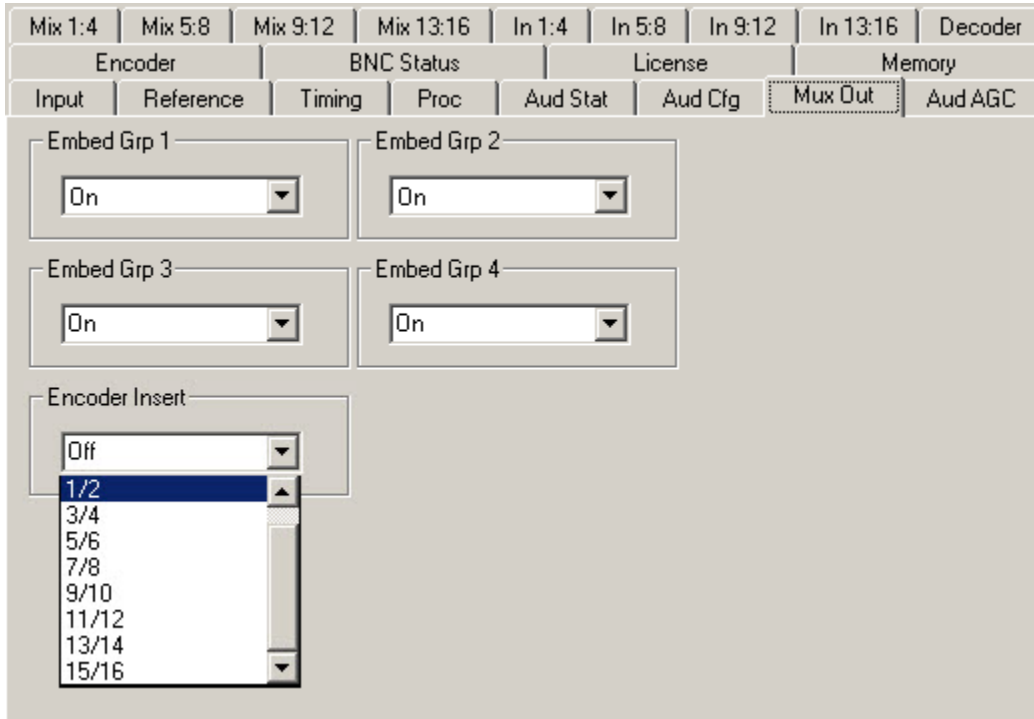 Mix 1:4 Mix 5:8 Mix 9:12 Mix 13:16 In 1:4 In 5:8 In 9:12 In 13:16 Decoder
Encoder BNC Status License Memory
Input Reference Timing Proc Aud Stat Aud Cfg Mux Out Aud AGC
Embed Grp 1 Embed Grp 2
On On
Embed Grp 3 Embed Grp 4
On On
Encoder Insert
Off
1/2
3/4
5/6
7/8
9/10
11/12
13/14
15/16